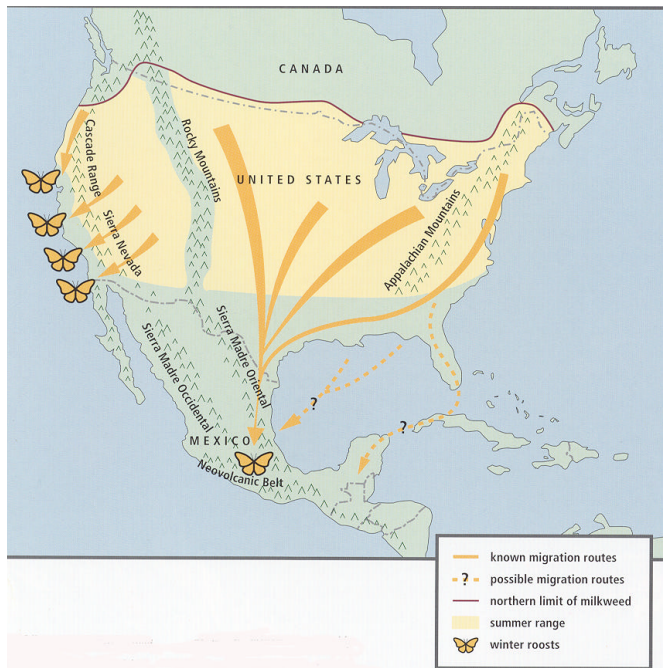 CANADA
Cascade Range
Rocky Mountains
UNITED STATES
Sierra Nevada
Appalachian Mountains
Sierra Madre Occidental
Sierra Madre Oriental
?
?
MEXICO
Neovolcanic Belt
known migration routes
? possible migration routes
northern limit of milkweed
summer range
winter roosts